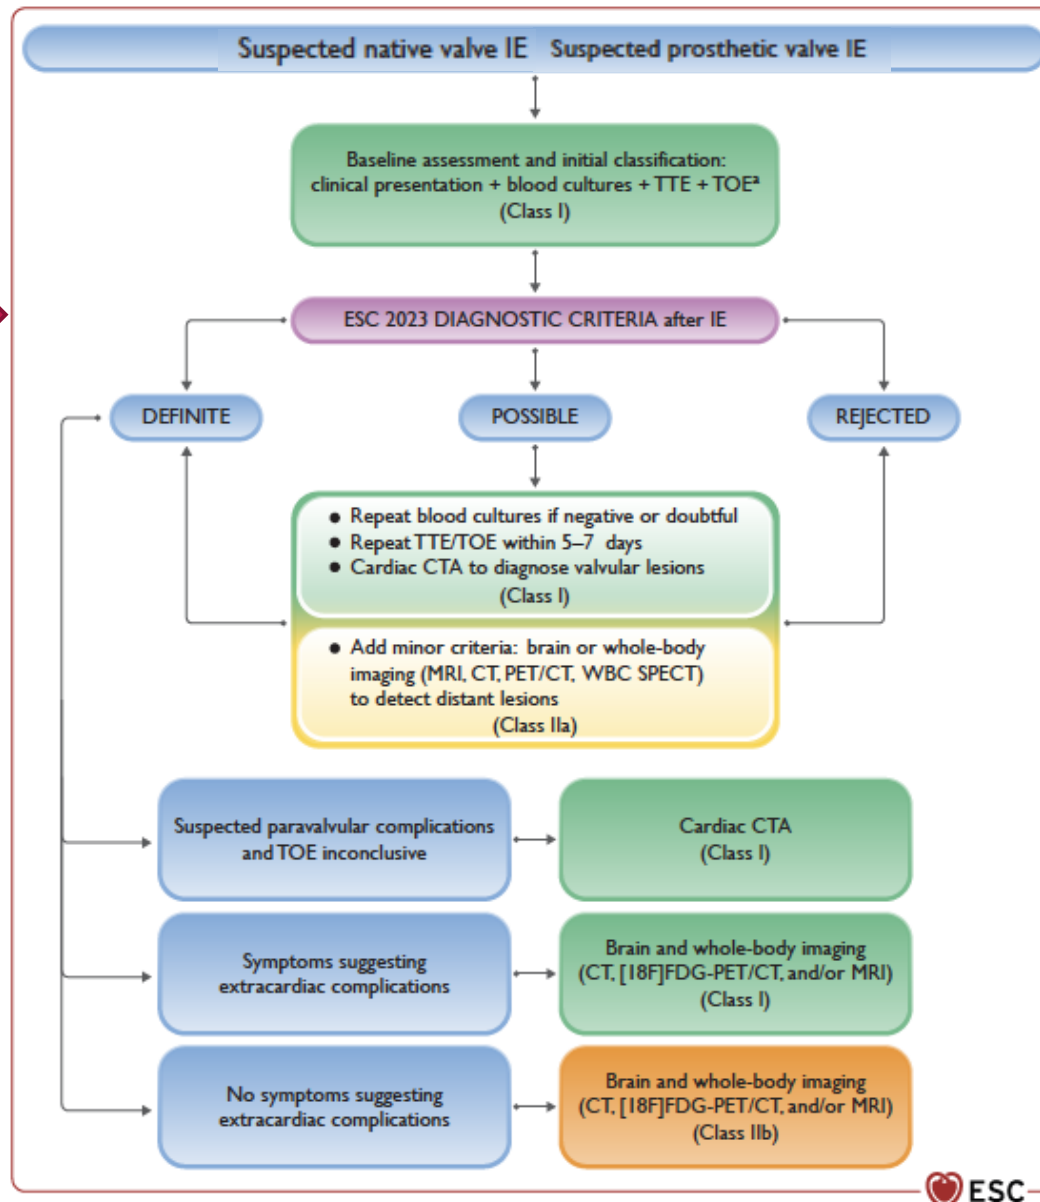 Suspected native valve IE Suspected prosthetic valve IE
Baseline assessment and initial classification:
clinical presentation + blood cultures + TTE + TOEª
(Class I)
ESC 2023 DIAGNOSTIC CRITERIA after IE
DEFINITE
POSSIBLE
REJECTED
● Repeat blood cultures if negative or doubtful
● Repeat TTE/TOE within 5–7 days
● Cardiac CTA to diagnose valvular lesions
(Class I)
● Add minor criteria: brain or whole-body
imaging (MRI, CT, PET/CT, WBC SPECT)
to detect distant lesions
(Class IIa)
Suspected paravalvular complications
and TOE inconclusive
Cardiac CTA
(Class I)
Symptoms suggesting
extracardiac complications
Brain and whole-body imaging
(CT, [18F]FDG-PET/CT, and/or MRI)
(Class I)
No symptoms suggesting
extracardiac complications
Brain and whole-body imaging
(CT, [18F]FDG-PET/CT, and/or MRI)
(Class IIb)
ESC